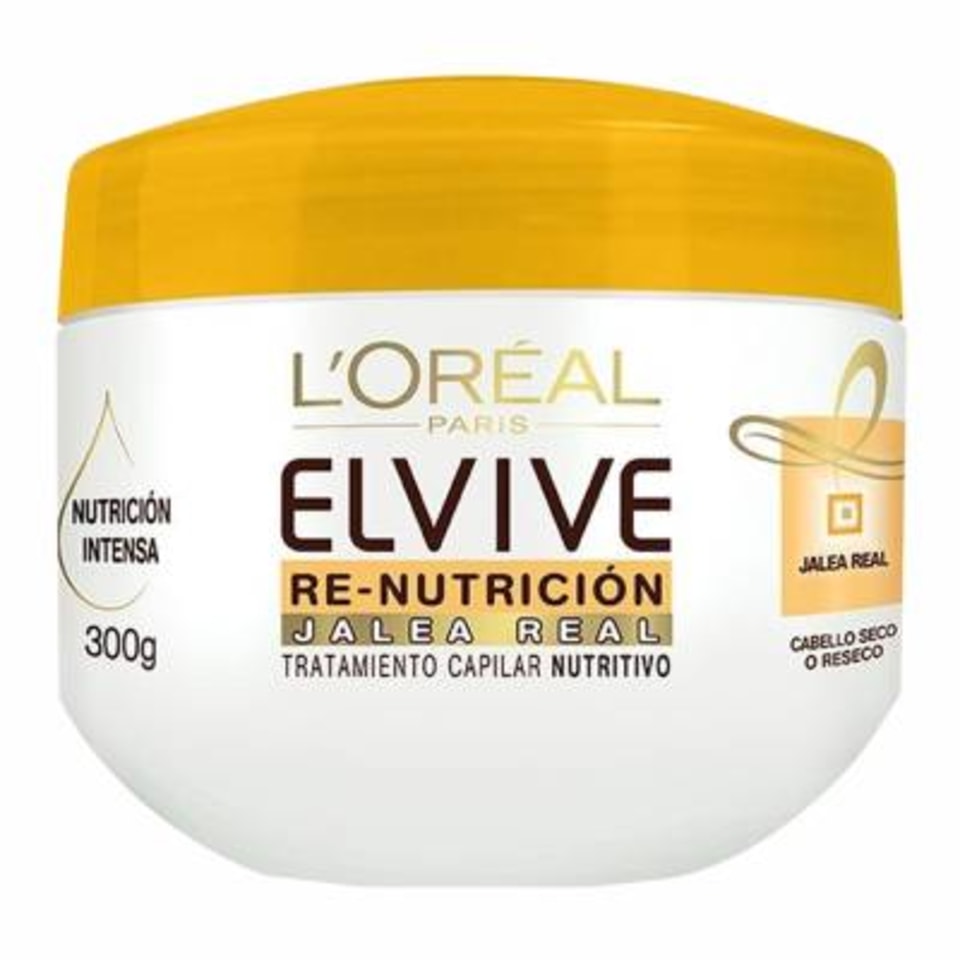 L'ORÉAL
PARIS
ELVIVE
RE-NUTRICIÓN
JALEA REAL
TRATAMIENTO CAPILAR NUTRITIVO
NUTRICIÓN
INTENSA
300g
JALEA REAL
CABELLO SECO
O RESECO